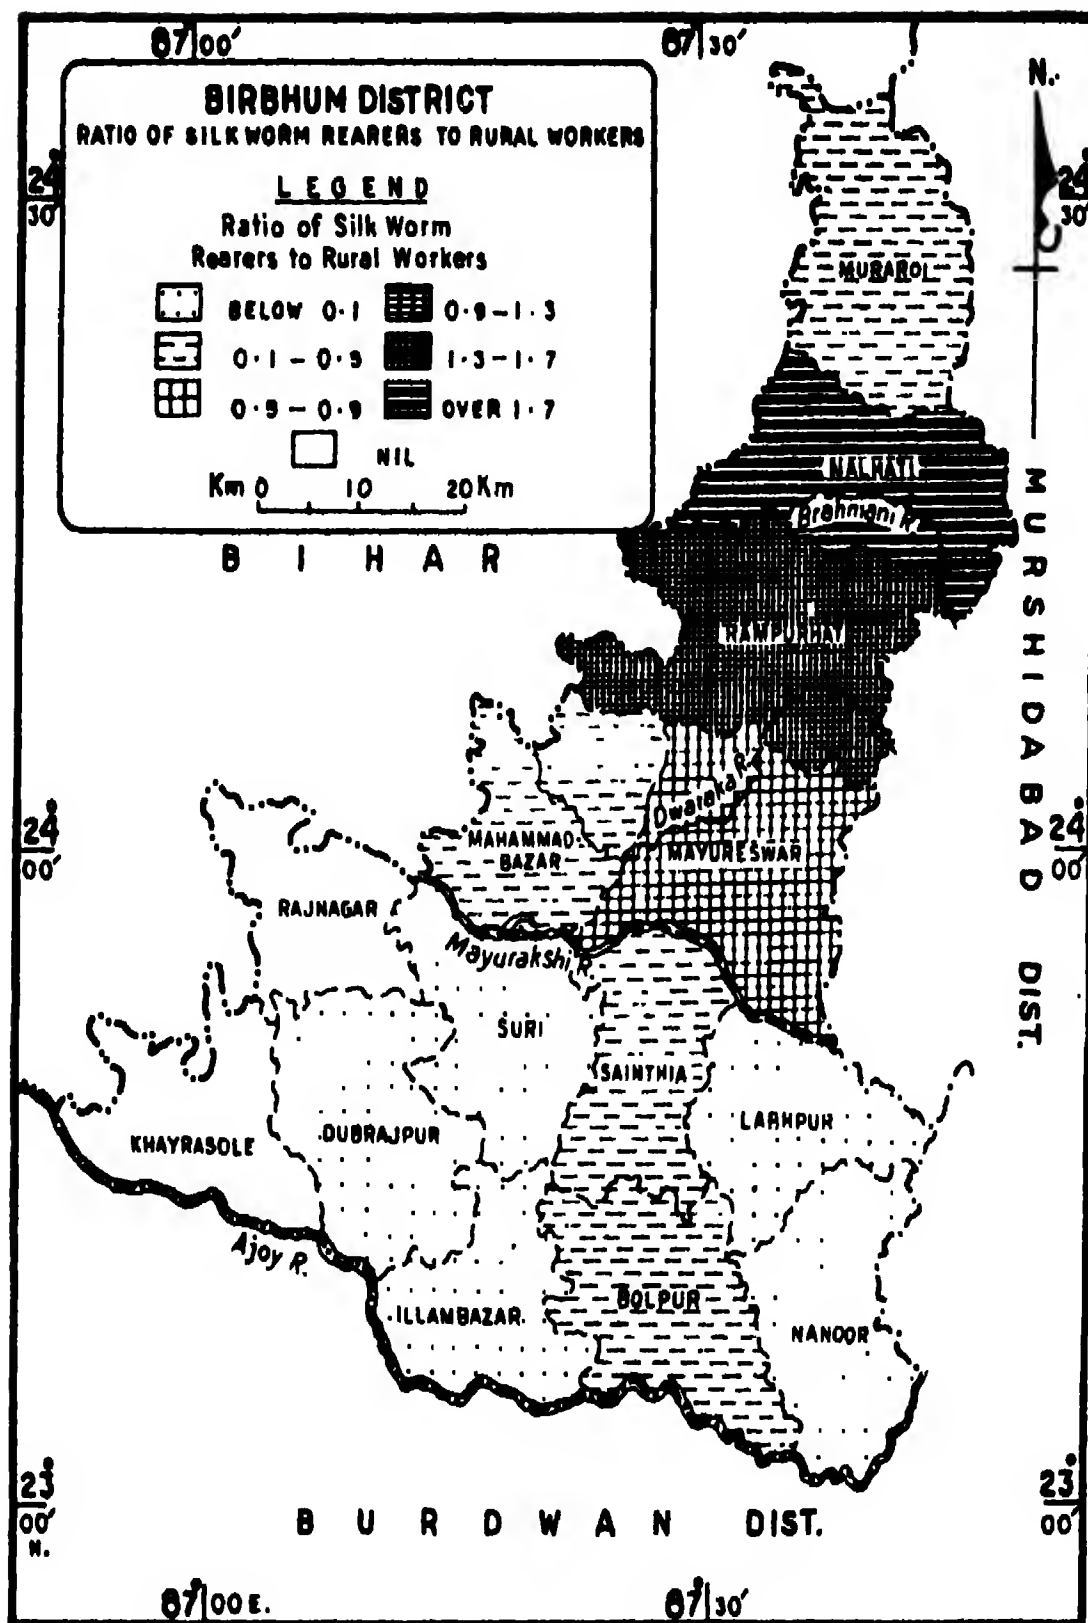 87 00'
87 30'
N.
BIRBHUM DISTRICT
RATIO OF SILK WORM REARERS TO RURAL WORKERS
LEGEND
Ratio of Silk Worm
Rearers to Rural Workers
BELOW 0·1
0·9-1·3
0·1-0·5
1·3-1·7
0·5-0·9
OVER 1·7
NIL
Km 0 10 20 Km
24° 30'
24° 30'
MURAROI
NALHATI
Brahmani R.
BIHAR
RAMPURHAT
MURSHIDABAD DIST.
Dwaraka R.
24° 00'
24° 00'
MAHAMMAD-
BAZAR
MAYURESWAR
RAJNAGAR
Mayurakshi R.
SURI
SAINTHIA
LABHPUR
KHAYRASOLE
DUBRAJPUR
Ajoy R.
ILLAMBAZAR
BOLPUR
NANOOR
23° 00' N.
23° 00'
BURDWAN DIST.
87 00 E.
87 30'